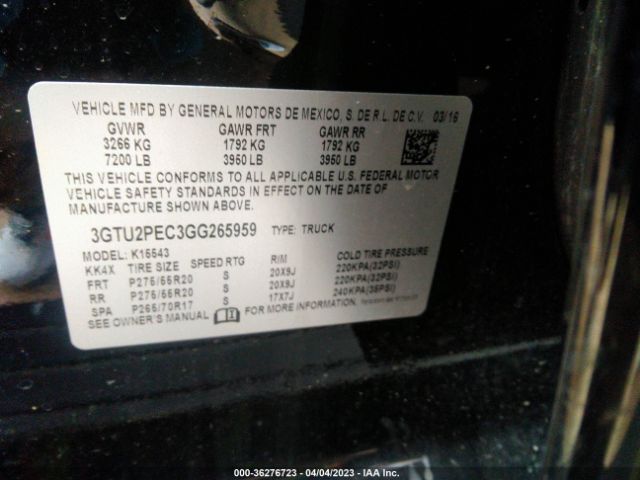 VEHICLE MFD BY GENERAL MOTORS DE MEXICO, S. DE R.L. DE C.V. 03/16
GVWR GAWR FRT GAWR RR
3266 KG 1792 KG 1792 KG
7200 LB 3950 LB 3950 LB
THIS VEHICLE CONFORMS TO ALL APPLICABLE U.S. FEDERAL MOTOR
VEHICLE SAFETY STANDARDS IN EFFECT ON THE DATE OF
MANUFACTURE SHOWN ABOVE.
3GTU2PEC3GG265959 TYPE: TRUCK
MODEL: K15543
KK4X TIRE SIZE SPEED RTG RIM COLD TIRE PRESSURE
FRT P275/55R20 S 20X9J 220KPA(32PSI)
RR P275/55R20 S 20X9J 220KPA(32PSI)
SPA P265/70R17 S 17X7J 240KPA(35PSI)
SEE OWNER'S MANUAL FOR MORE INFORMATION.
000-36276723 - 04/04/2023 - IAA Inc.